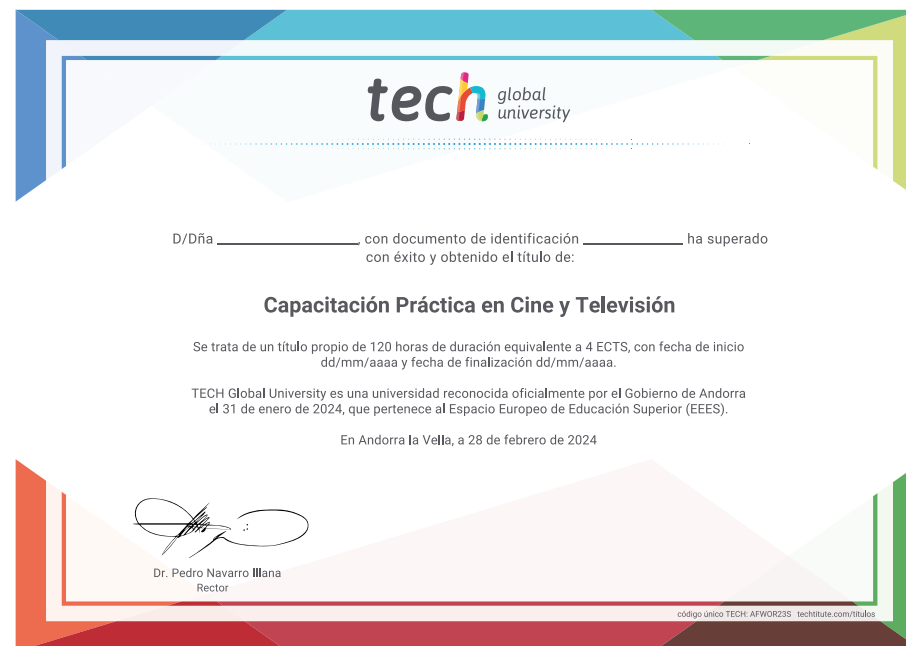 tech global
university
D/Dña ____________________, con documento de identificación ______________ ha superado
con éxito y obtenido el título de:
Capacitación Práctica en Cine y Televisión
Se trata de un título propio de 120 horas de duración equivalente a 4 ECTS, con fecha de inicio
dd/mm/aaaa y fecha de finalización dd/mm/aaaa.
TECH Global University es una universidad reconocida oficialmente por el Gobierno de Andorra
el 31 de enero de 2024, que pertenece al Espacio Europeo de Educación Superior (EEES).
En Andorra la Vella, a 28 de febrero de 2024
Dr. Pedro Navarro Illana
Rector
código único TECH: AFWOR23S techtitute.com/titulos